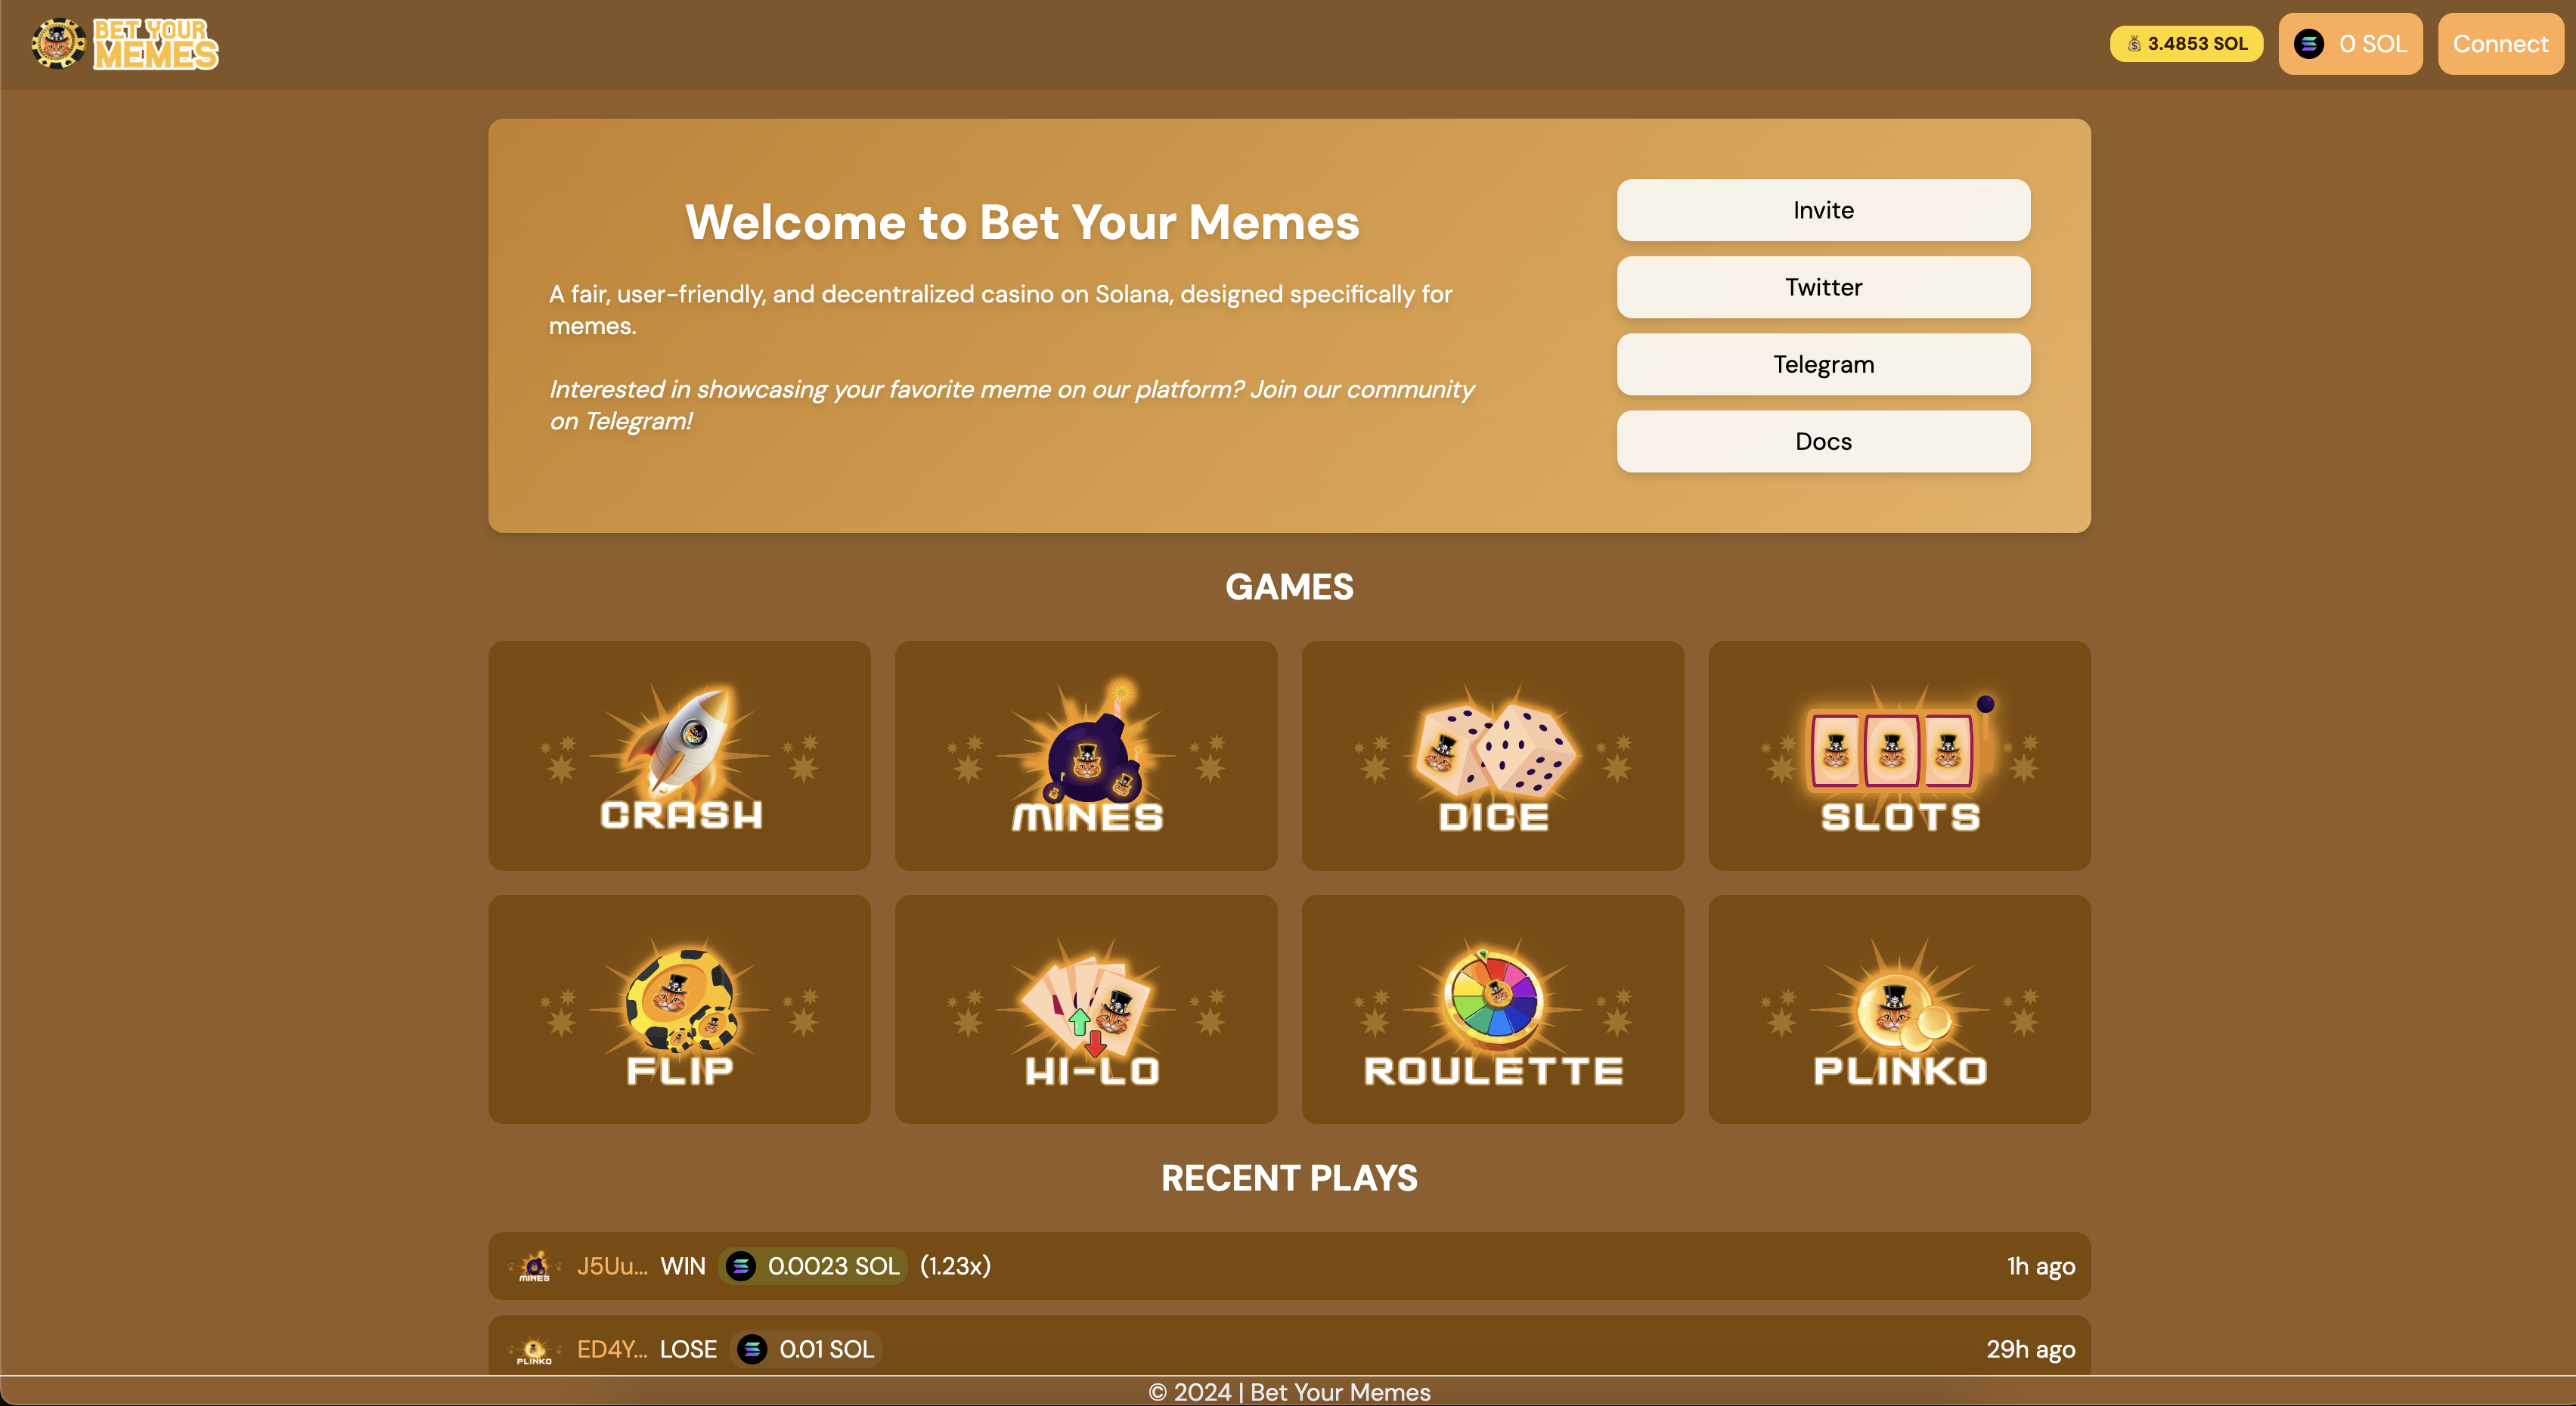 BET YOUR
MEMES
3.4853 SOL
0 SOL
Connect
Welcome to Bet Your Memes
A fair, user-friendly, and decentralized casino on Solana, designed specifically for
memes.
Interested in showcasing your favorite meme on our platform? Join our community
on Telegram!
Invite
Twitter
Telegram
Docs
GAMES
CRASH
MINES
DICE
SLOTS
FLIP
HI-LO
ROULETTE
PLINKO
RECENT PLAYS
MINES J5Uu... WIN 0.0023 SOL (1.23x) 1h ago
PLINKO ED4Y... LOSE 0.01 SOL 29h ago
© 2024 | Bet Your Memes